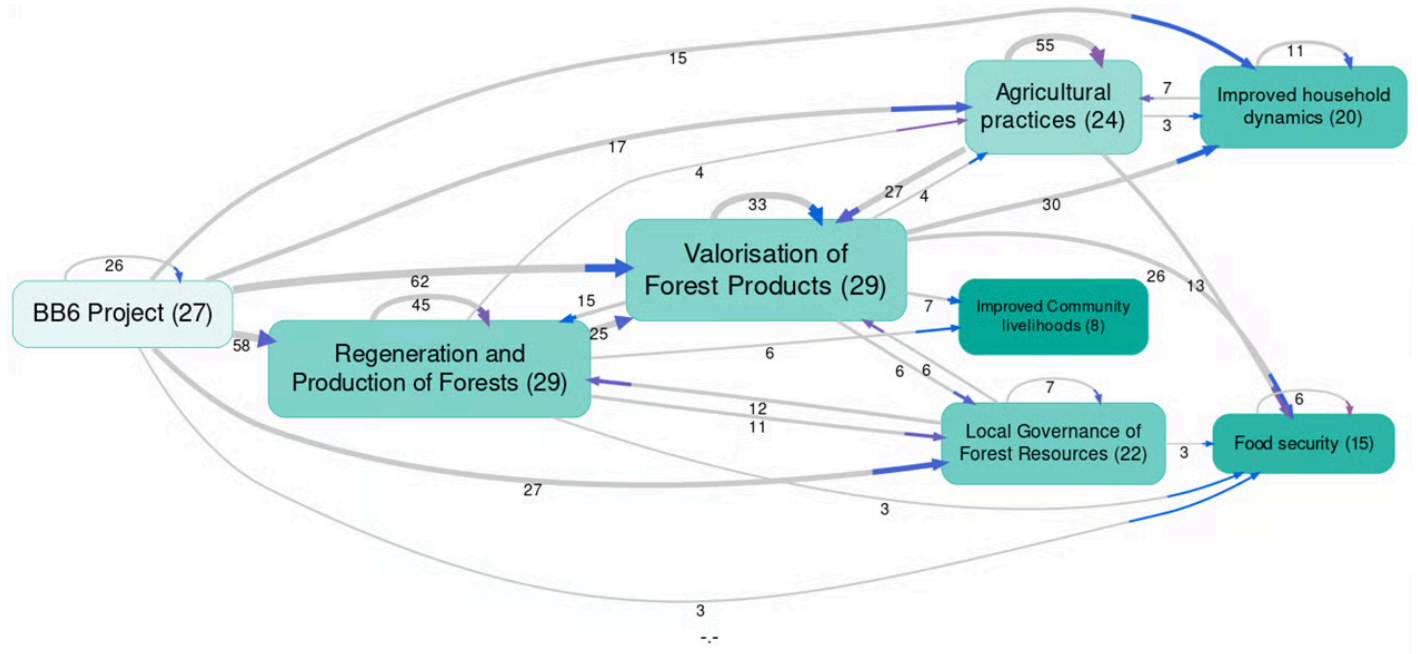 15
55
11
Agricultural
practices (24)
7
3
Improved household
dynamics (20)
17
4
27
4
33
30
26
62
Valorisation of
Forest Products (29)
26
13
BB6 Project (27)
45
15
7
Improved Community
livelihoods (8)
58
25
Regeneration and
Production of Forests (29)
6
6
6
7
6
12
11
Local Governance of
Forest Resources (22)
3
Food security (15)
27
3
3
-.-